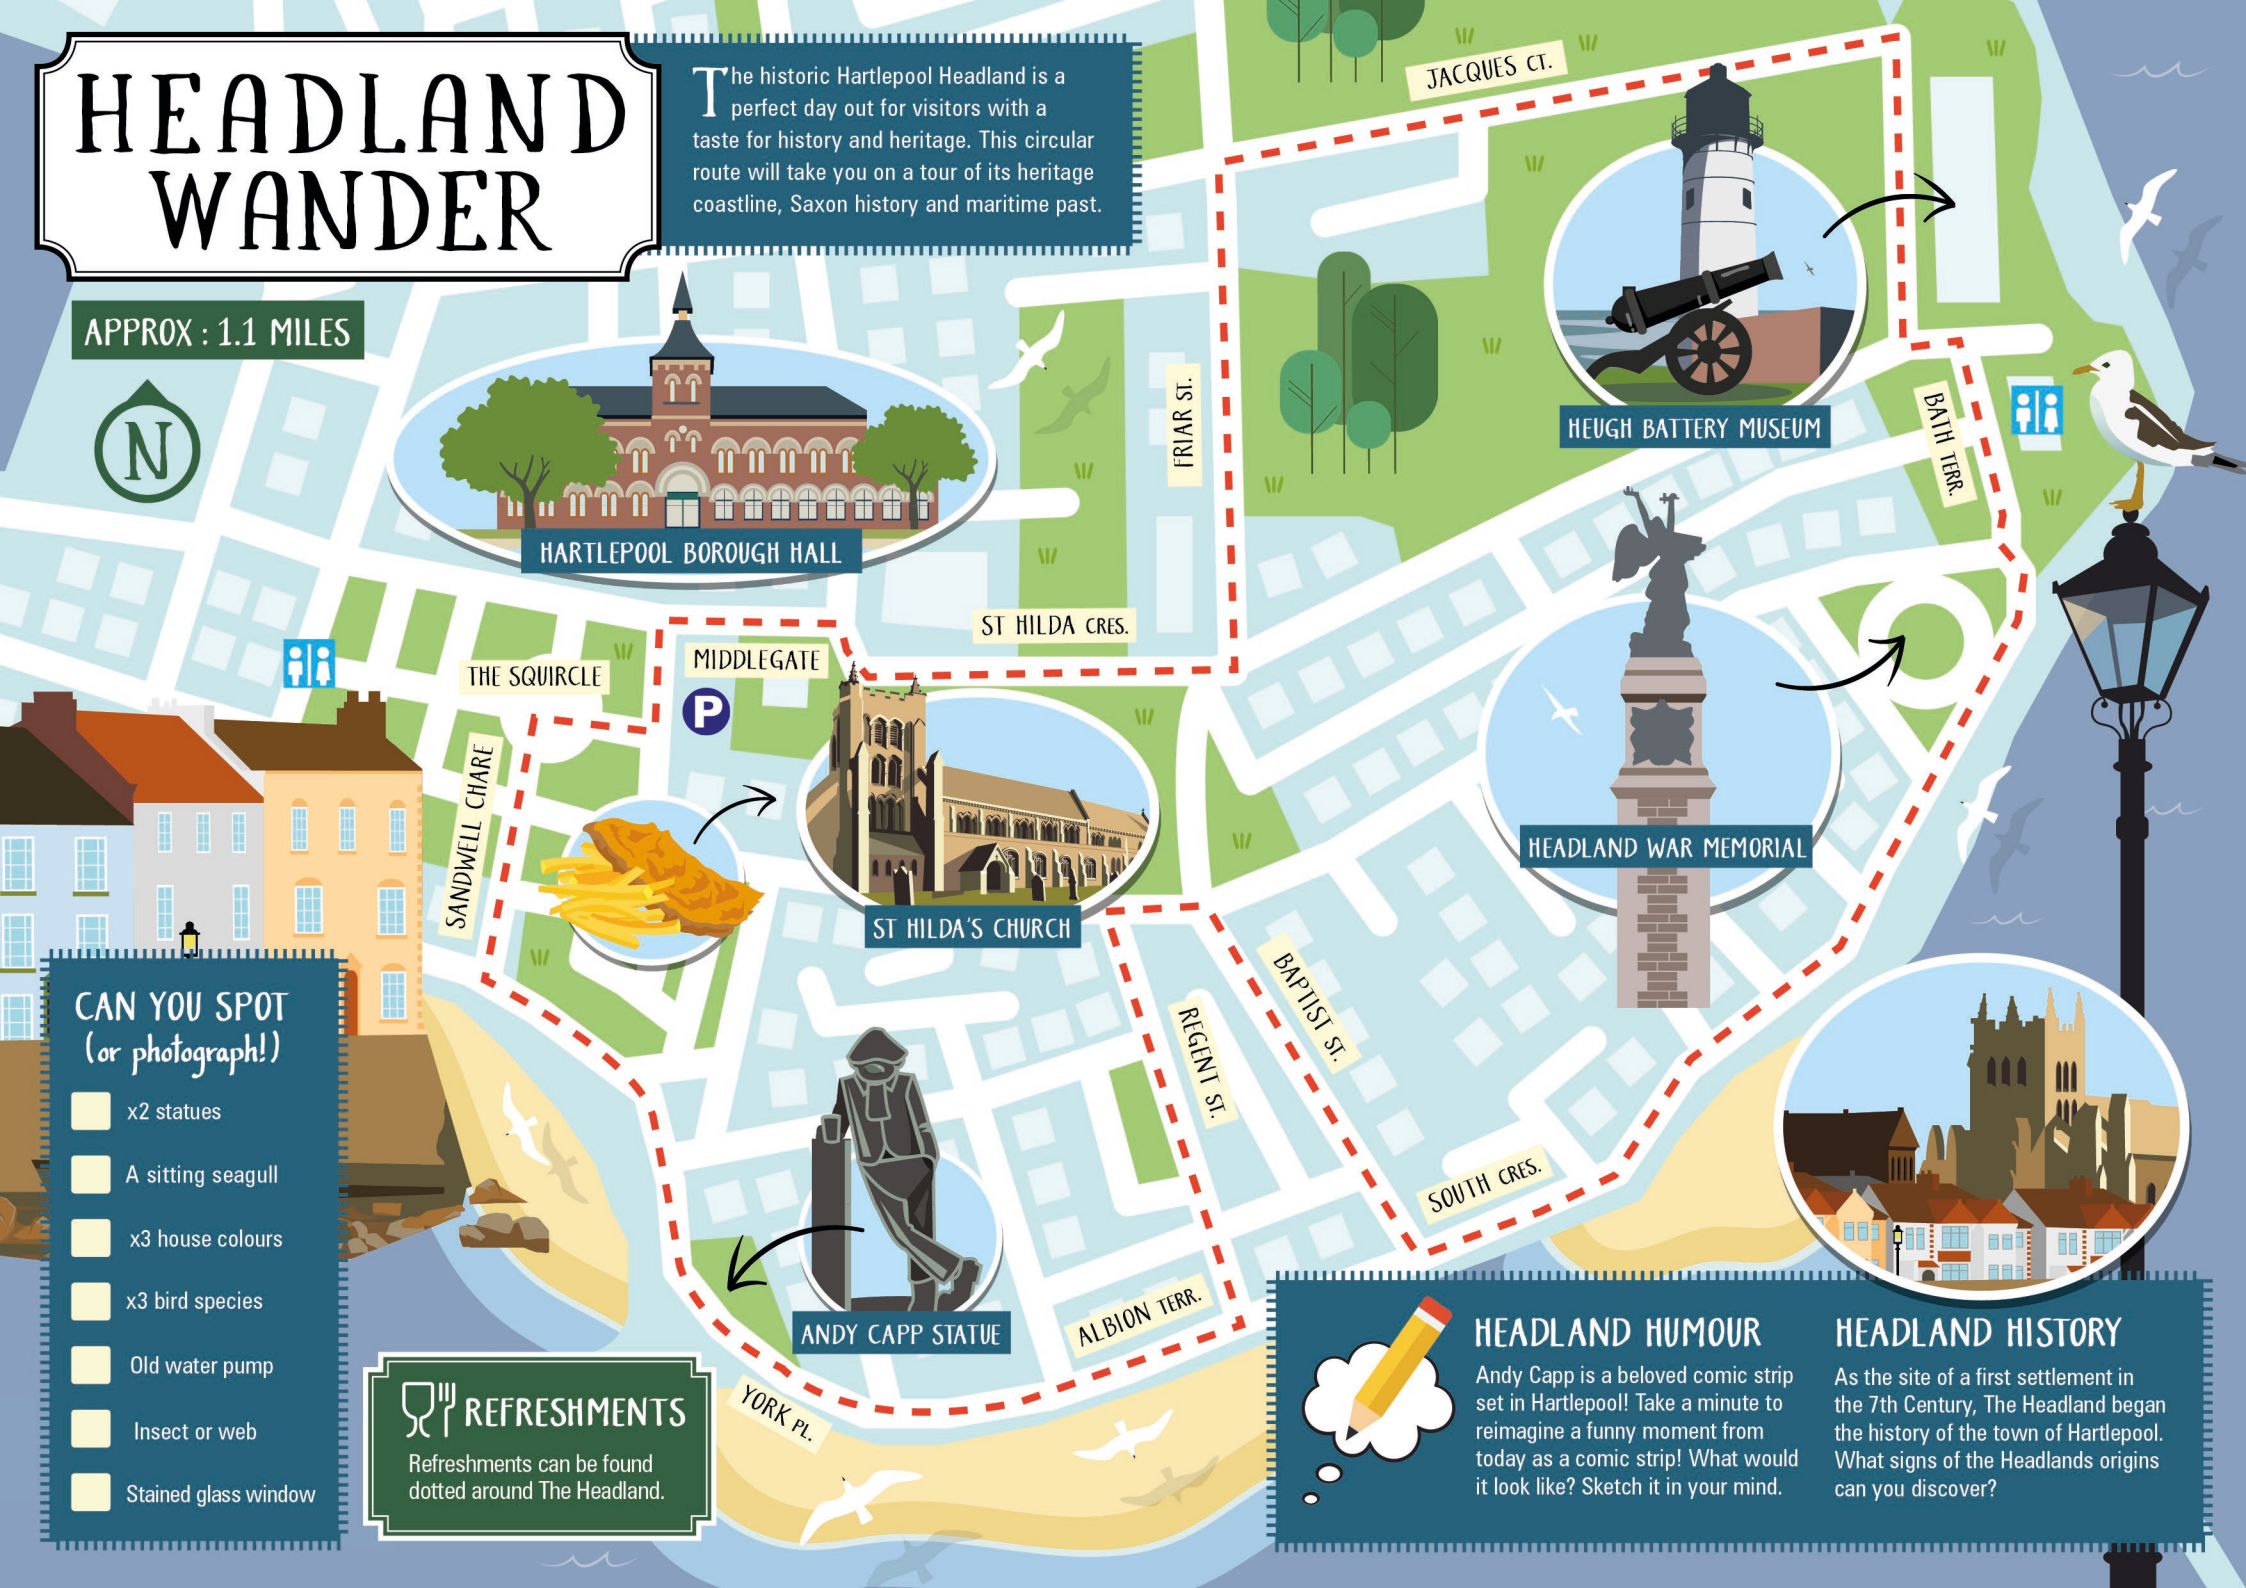 HEADLAND
WANDER
The historic Hartlepool Headland is a
perfect day out for visitors with a
taste for history and heritage. This circular
route will take you on a tour of its heritage
coastline, Saxon history and maritime past.
APPROX : 1.1 MILES
N
JACQUES CT.
FRIAR ST.
HEUGH BATTERY MUSEUM
BATH TERR.
HARTLEPOOL BOROUGH HALL
ST HILDA CRES.
MIDDLEGATE
THE SQUIRCLE
P
SANDWELL CHARE
HEADLAND WAR MEMORIAL
ST HILDA'S CHURCH
BAPTIST ST.
REGENT ST.
SOUTH CRES.
ALBION TERR.
ANDY CAPP STATUE
YORK PL.
CAN YOU SPOT
(or photograph!)
x2 statues
A sitting seagull
x3 house colours
x3 bird species
Old water pump
Insect or web
Stained glass window
REFRESHMENTS
Refreshments can be found
dotted around The Headland.
HEADLAND HUMOUR
Andy Capp is a beloved comic strip
set in Hartlepool! Take a minute to
reimagine a funny moment from
today as a comic strip! What would
it look like? Sketch it in your mind.
HEADLAND HISTORY
As the site of a first settlement in
the 7th Century, The Headland began
the history of the town of Hartlepool.
What signs of the Headlands origins
can you discover?